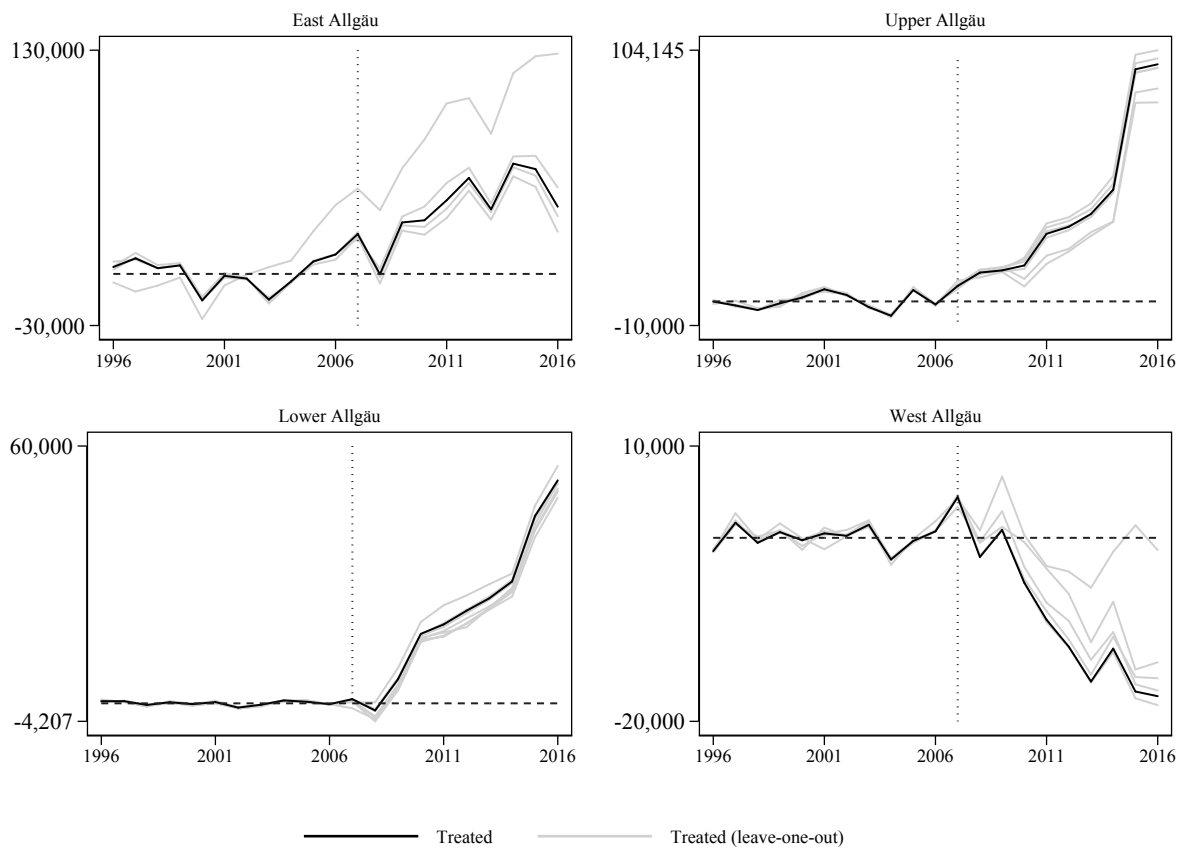 East Allgäu
Upper Allgäu
130,000
-30,000
1996 2001 2006 2011 2016
104,145
-10,000
1996 2001 2006 2011 2016
Lower Allgäu
West Allgäu
60,000
-4,207
1996 2001 2006 2011 2016
10,000
-20,000
1996 2001 2006 2011 2016
Treated Treated (leave-one-out)